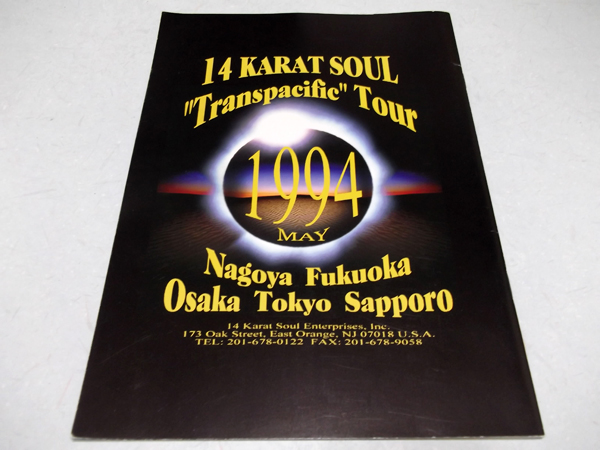 14 KARAT SOUL
"Transpacific" Tour
1994
MAY
Nagoya Fukuoka
Osaka Tokyo Sapporo
14 Karat Soul Enterprises, Inc.
173 Oak Street, East Orange, NJ 07018 U.S.A.
TEL: 201-678-0122 FAX: 201-678-9058